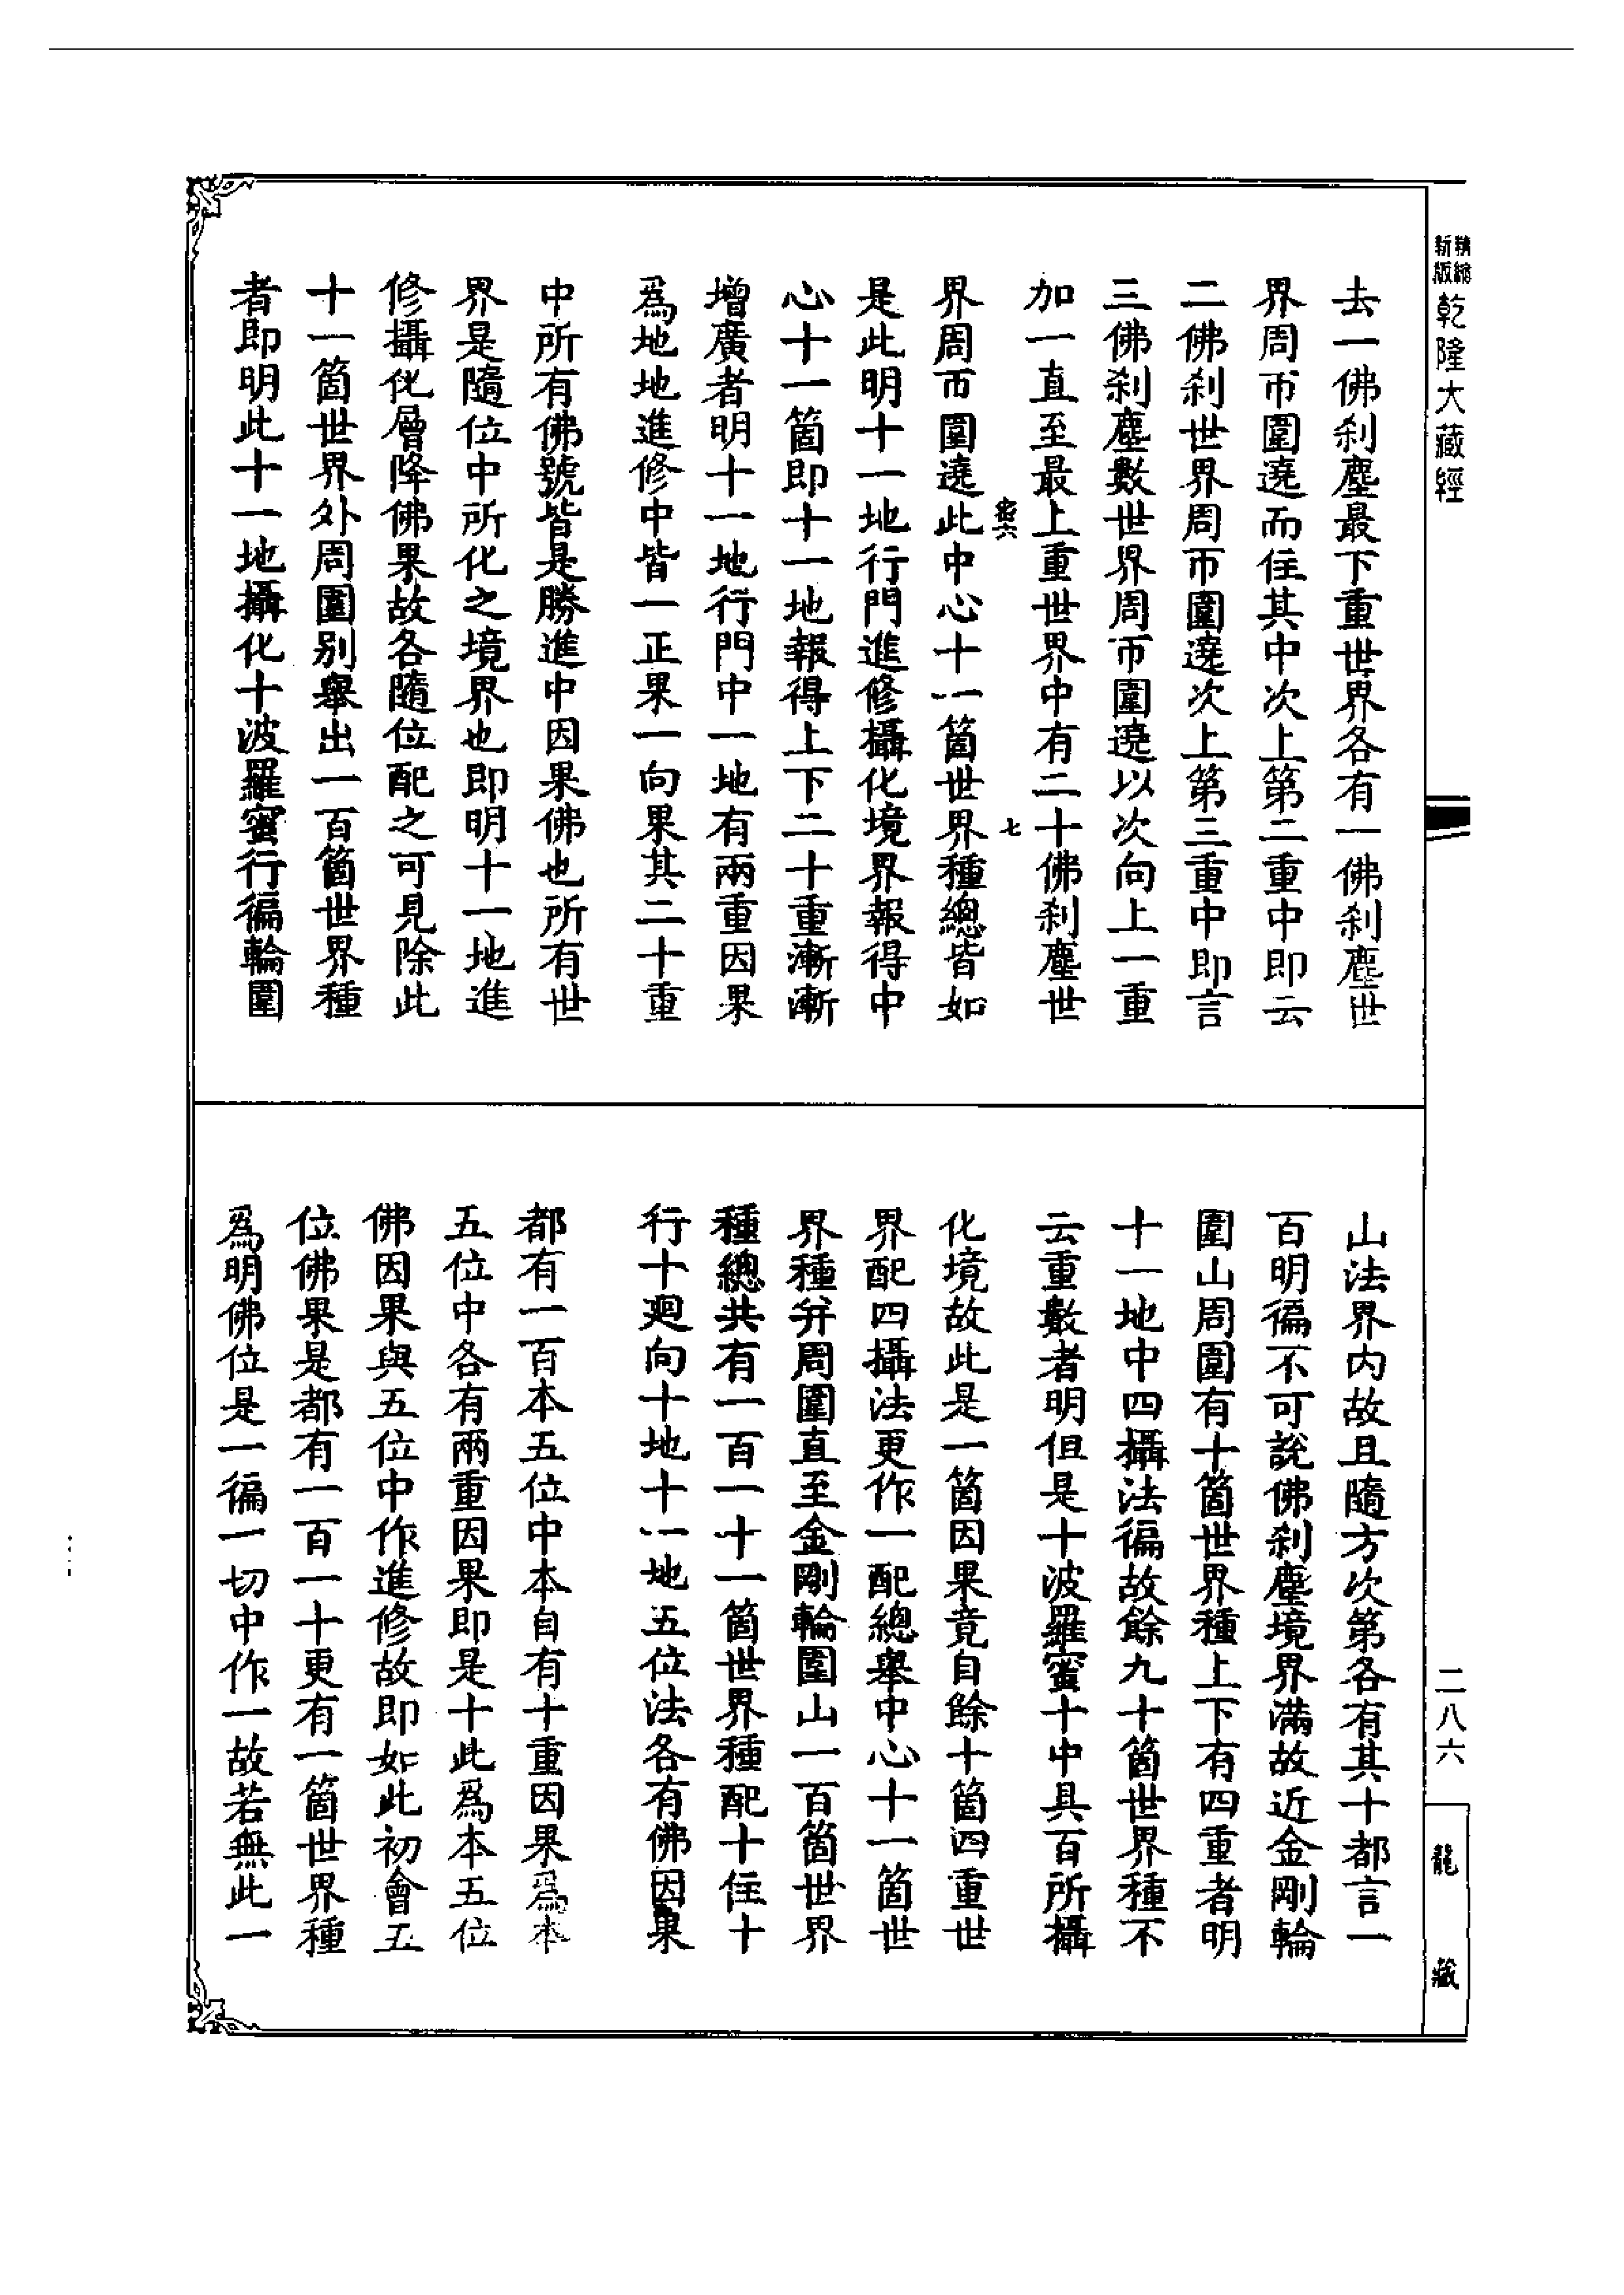 精縮
新版
乾隆大藏經
去一佛剎塵最下重世界各有一佛剎塵世
界周帀圍遶而住其中次上第二重中即云
二佛剎世界周帀圍遶次上第三重中即言
三佛剎塵數世界周帀圍遶以次向上一重
加一直至最上重世界中有二十佛剎塵世
六
七
界周帀圍遶此中心十一箇世界種總皆如
是此明十一地行門進修攝化境界報得中
心十一箇即十一地報得上下二十重漸漸
增廣者明十一地行門中一地有兩重因果
爲地地進修中皆一正果一向果其二十重
中所有佛號皆是勝進中因果佛也所有世
界是隨位中所化之境界也即明十一地進
修攝化層降佛果故各隨位配之可見除此
十一箇世界外周圍別舉出一百箇世界種
者即明此十一地攝化十波羅蜜行徧輪圍
山法界内故且隨方次第各有其十都言一
百明徧不可說佛剎塵境界滿故近金剛輪
圍山周圍有十箇世界種上下有四重者明
十一地中四攝法徧故餘九十箇世界種不
云重數者明但是十波羅蜜十中具百所攝
化境故此是一箇因果竟自餘十箇四重世
界配四攝法更作一配總舉中心十一箇世
界種并周圍直至金剛輪圍山一百箇世界
種總共有一百一十一箇世界種配十住十
行十迴向十地十一地五位法各有佛因果
都有一百本五位中本自有十重因果爲本
五位中各有兩重因果即是十此爲本五位
佛因果與五位中作進修故即如此初會五
位佛果是都有一百一十更有一箇世界種
爲明佛位是一徧一切中作一故若無此一
二八六
龍藏